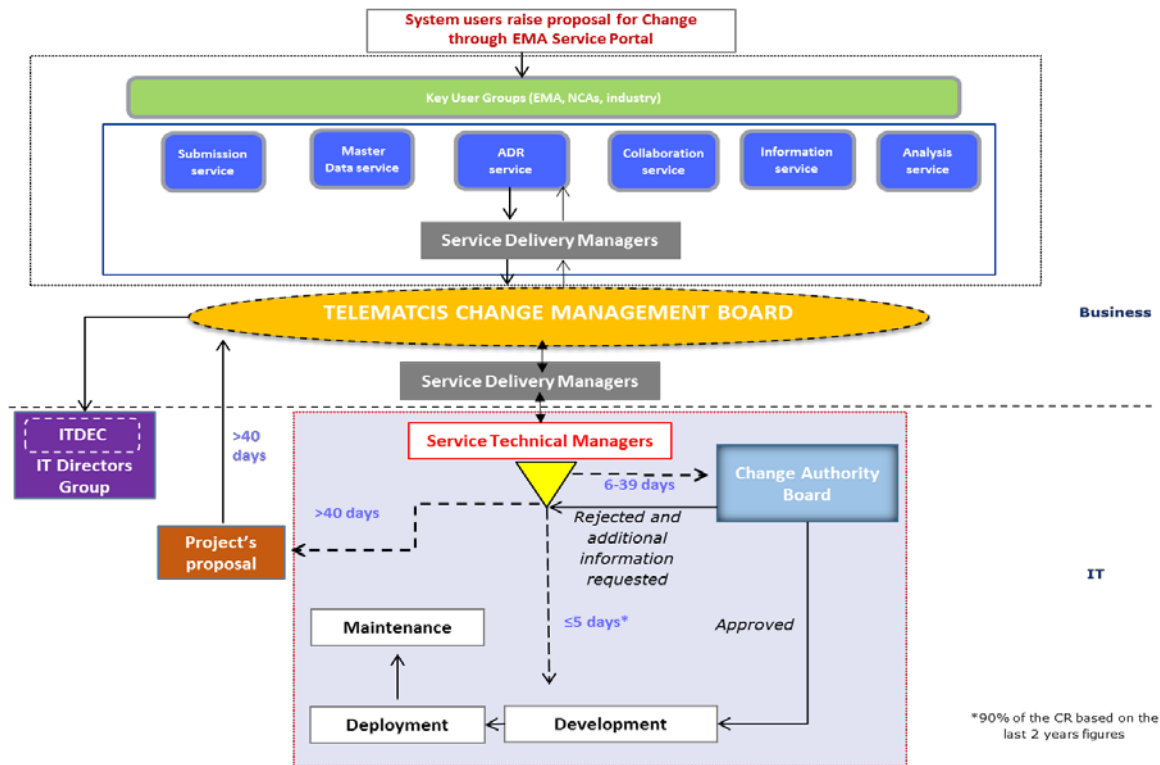 System users raise proposal for Change
through EMA Service Portal
Key User Groups (EMA, NCAs, industry)
Submission
service
Master
Data service
ADR
service
Collaboration
service
Information
service
Analysis
service
Service Delivery Managers
TELEMATCIS CHANGE MANAGEMENT BOARD
Business
Service Delivery Managers
ITDEC
IT Directors
Group
>40
days
Service Technical Managers
6-39 days
Change Authority
Board
>40 days
Rejected and
additional
information
requested
Project's
proposal
IT
≤5 days*
Approved
Maintenance
Deployment
Development
*90% of the CR based on the
last 2 years figures